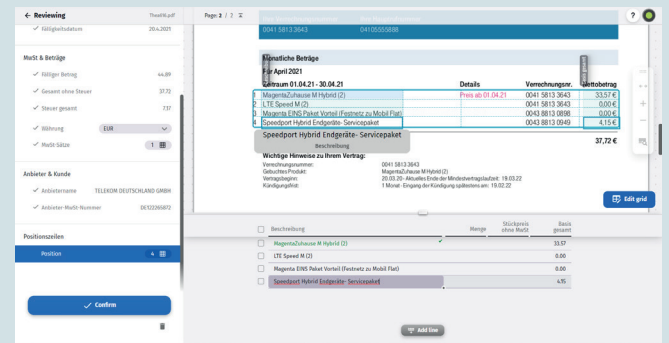 ← Reviewing
TheoeNL.pdf
Page: 2 / 2
?
✓ Fälligkeitsdatum 20.4.2021
MwSt & Beträge
✓ Fälliger Betrag 44.89
✓ Gesamt ohne Steuer 37.72
✓ Steuer gesamt 7.17
✓ Währung EUR
✓ MwSt-Sätze 1
Anbieter & Kunde
✓ Anbietername TELEKOM DEUTSCHLAND GMBH
✓ Anbieter-MwSt-Nummer DE122265872
Positionszeilen
Position 4
✓ Confirm
0041 5813 3643 04105555888
Monatliche Beträge
Für April 2021
Zeitraum 01.04.21 - 30.04.21 Details Verrechnungsnr. Nettobetrag
1 MagentaZuhause M Hybrid (2) Preis ab 01.04.21 0041 5813 3643 33,57 €
2 LTE Speed M (2) 0041 5813 3643 0,00 €
3 Magenta EINS Paket Vorteil (Festnetz zu Mobil Flat) 0043 8813 0898 0,00 €
4 Speedport Hybrid Endgeräte- Servicepaket 0043 8813 0949 4,15 €
Speedport Hybrid Endgeräte- Servicepaket
Beschreibung
37,72 €
Wichtige Hinweise zu Ihrem Vertrag:
Verrechnungsnummer: 0041 5813 3643
Gebuchtes Produkt: MagentaZuhause M Hybrid (2)
Vertragsbeginn: 20.03.20 - Aktuelles Ende der Mindestvertragslaufzeit: 19.03.22
Kündigungsfrist: 1 Monat - Eingang der Kündigung spätestens am: 19.02.22
Edit grid
Beschreibung Menge Stückpreis ohne MwSt Basis gesamt
MagentaZuhause M Hybrid (2) 33.57
LTE Speed M (2) 0.00
Magenta EINS Paket Vorteil (Festnetz zu Mobil Flat) 0.00
Speedport Hybrid Endgeräte- Servicepaket 4.15
Add line